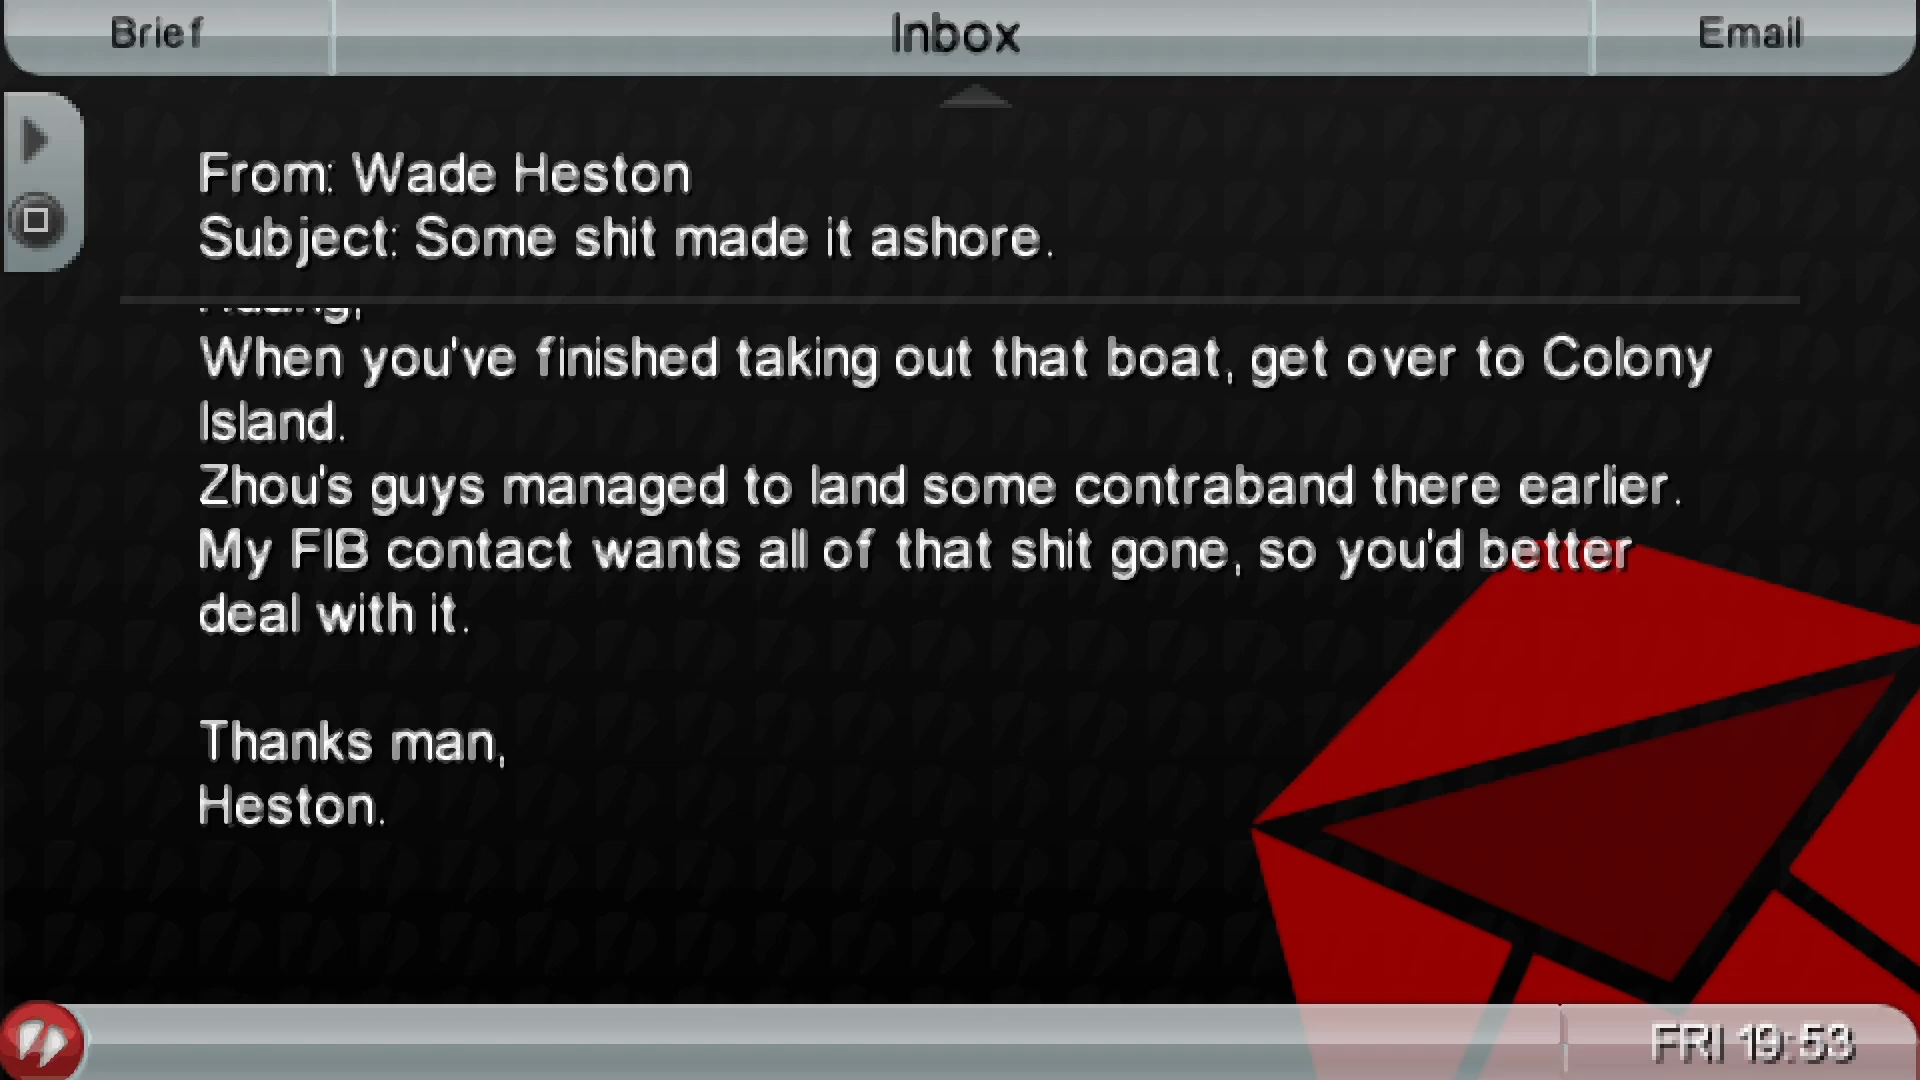 Brief
Inbox
Email
From: Wade Heston
Subject: Some shit made it ashore.
When you've finished taking out that boat, get over to Colony
Island.
Zhou's guys managed to land some contraband there earlier.
My FIB contact wants all of that shit gone, so you'd better
deal with it.
Thanks man,
Heston.
FRI 19:53